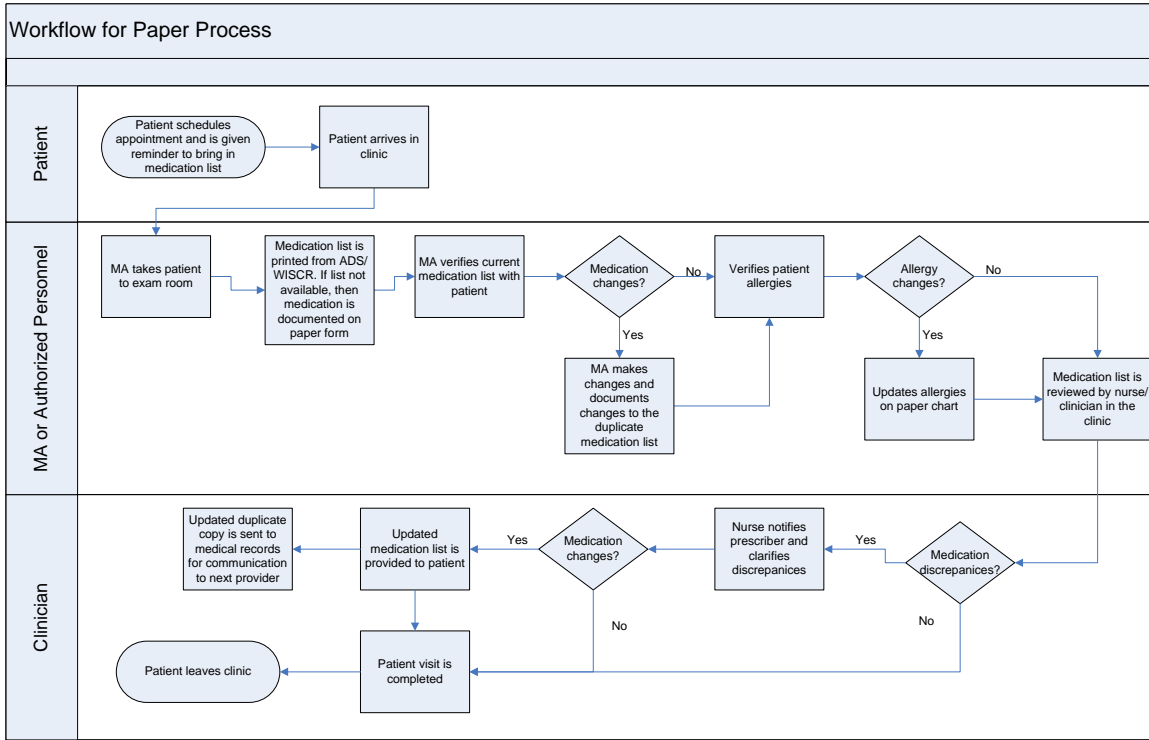 Workflow for Paper Process
Patient
Patient schedules
appointment and is given
reminder to bring in
medication list
Patient arrives in
clinic
MA or Authorized Personnel
MA takes patient
to exam room
Medication list is
printed from ADS/
WISCR. If list not
available, then
medication is
documented on
paper form
MA verifies current
medication list with
patient
Medication
changes?
No
Yes
MA makes
changes and
documents
changes to the
duplicate
medication list
Verifies patient
allergies
Allergy
changes?
No
Yes
Updates allergies
on paper chart
Medication list is
reviewed by nurse/
clinician in the
clinic
Clinician
Medication
discrepanices?
Yes
No
Nurse notifies
prescriber and
clarifies
discrepanices
Medication
changes?
Yes
No
Updated
medication list is
provided to patient
Updated duplicate
copy is sent to
medical records
for communication
to next provider
Patient visit is
completed
Patient leaves clinic